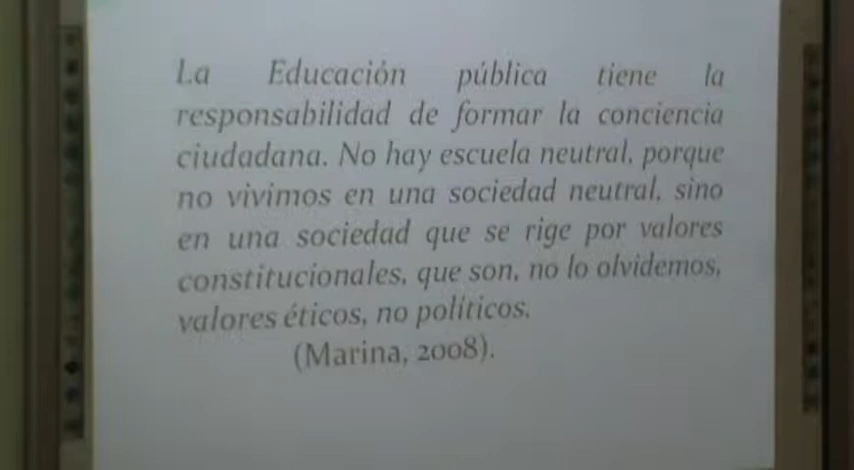 La Educación pública tiene la
responsabilidad de formar la conciencia
ciudadana. No hay escuela neutral, porque
no vivimos en una sociedad neutral, sino
en una sociedad que se rige por valores
constitucionales, que son, no lo olvidemos,
valores éticos, no políticos.
(Marina, 2008).